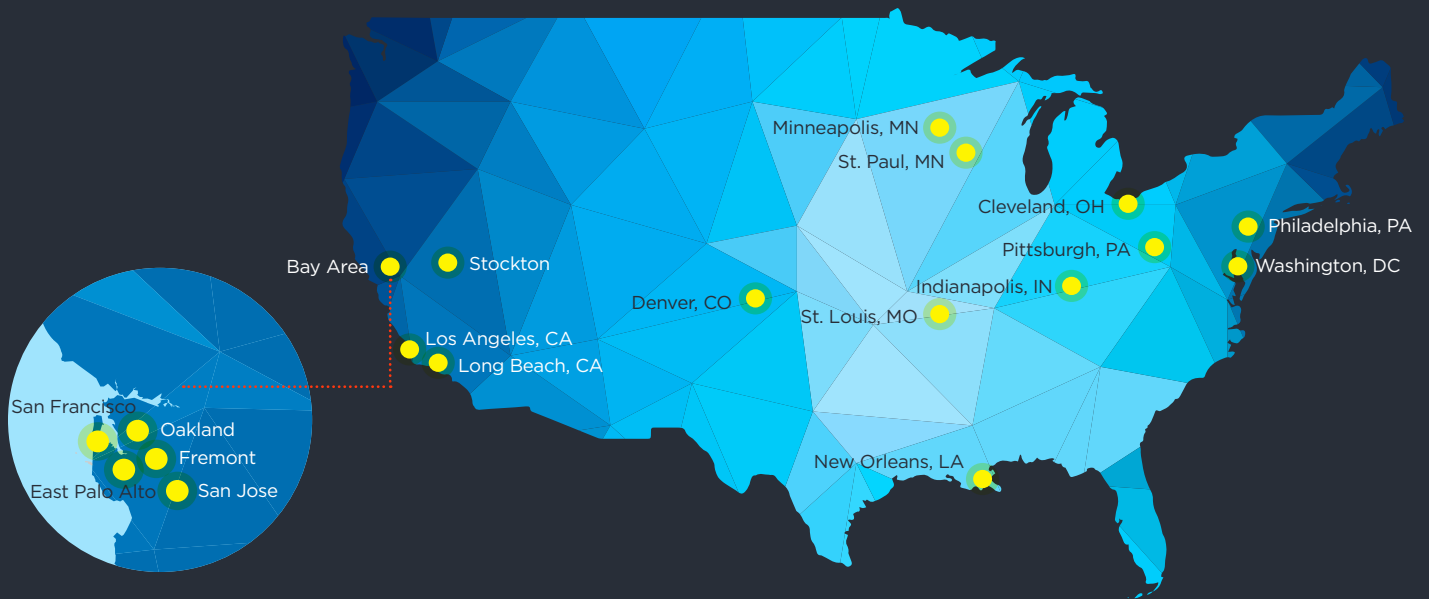 Minneapolis, MN
St. Paul, MN
Cleveland, OH
Philadelphia, PA
Pittsburgh, PA
Bay Area
Stockton
Washington, DC
Indianapolis, IN
Denver, CO
St. Louis, MO
Los Angeles, CA
Long Beach, CA
San Francisco
Oakland
Fremont
New Orleans, LA
East Palo Alto
San Jose